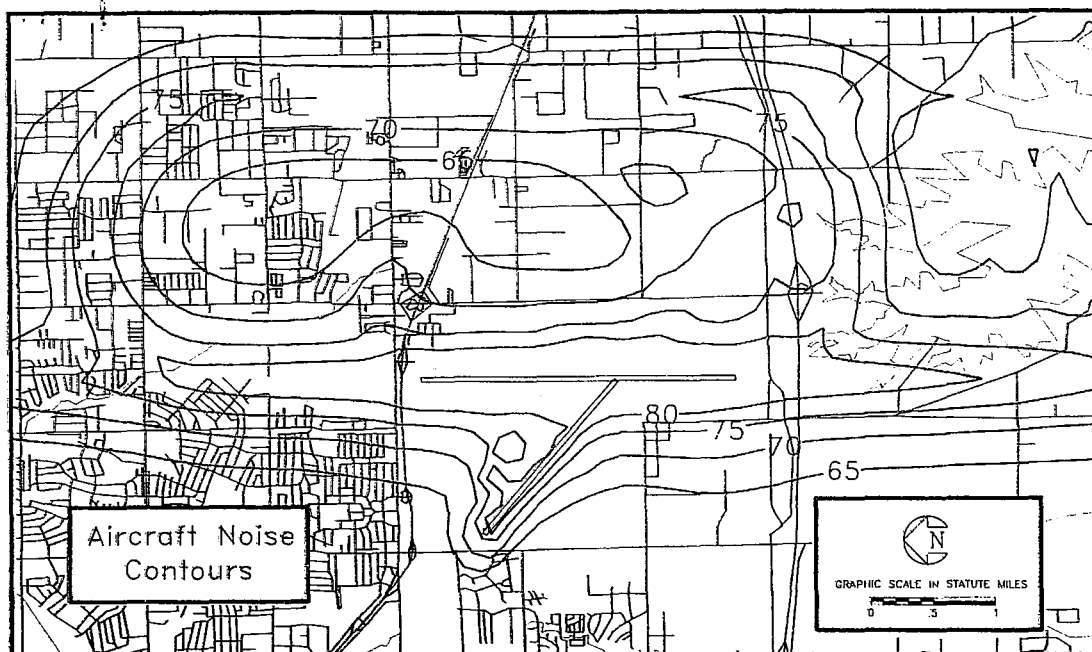 75
70
65
75
80
75
70
65
Aircraft Noise
Contours
N
GRAPHIC SCALE IN STATUTE MILES
0 .5 1